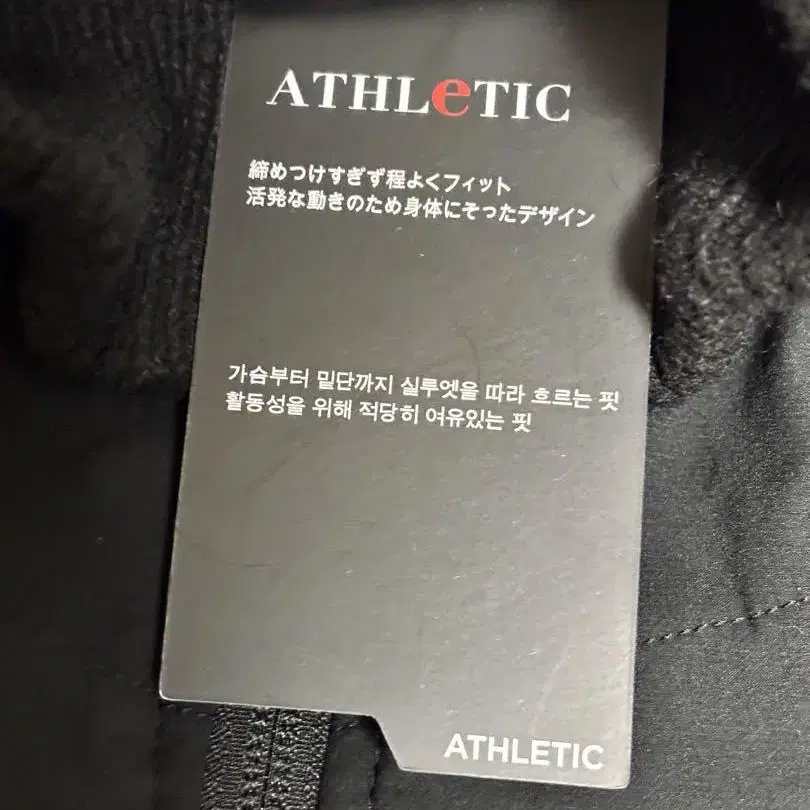 ATHLeTIC
締めつけすぎず程よくフィット
活発な動きのため身体にそったデザイン
가슴부터 밑단까지 실루엣을 따라 흐르는 핏
활동성을 위해 적당히 여유있는 핏
ATHLETIC